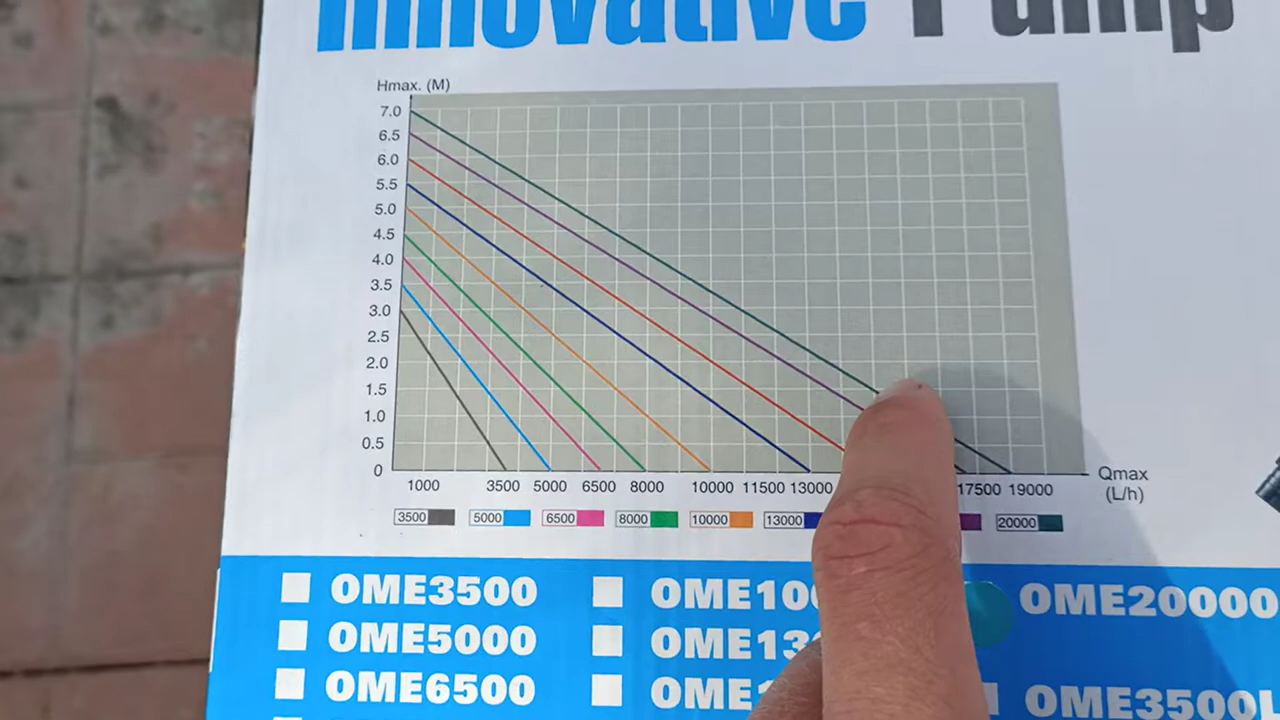 Innovative Pump
Hmax. (M)
7.0
6.5
6.0
5.5
5.0
4.5
4.0
3.5
3.0
2.5
2.0
1.5
1.0
0.5
0
1000 3500 5000 6500 8000 10000 11500 13000 17500 19000
Qmax
(L/h)
3500 5000 6500 8000 10000 13000 20000
OME3500 OME20000
OME5000
OME6500 OME3500L